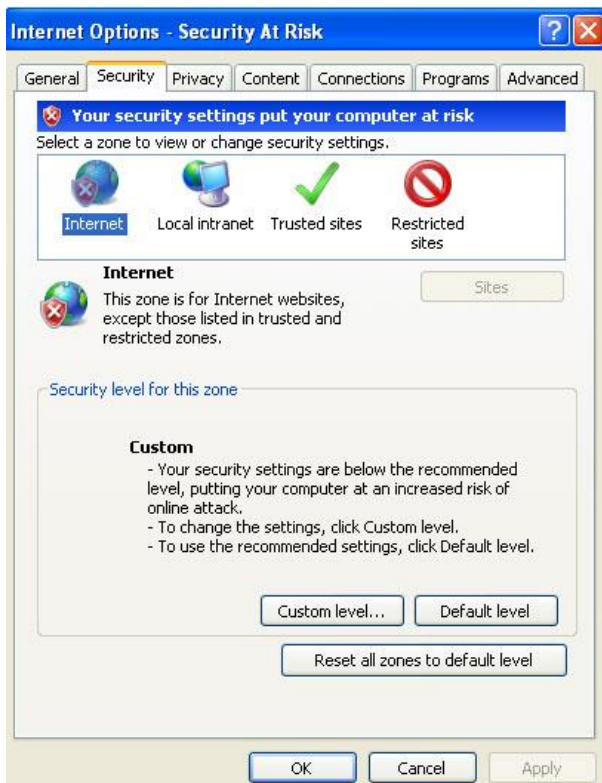 Internet Options - Security At Risk
General Security Privacy Content Connections Programs Advanced
Your security settings put your computer at risk
Select a zone to view or change security settings.
Internet Local intranet Trusted sites Restricted
sites
Internet
Sites
This zone is for Internet websites,
except those listed in trusted and
restricted zones.
Security level for this zone
Custom
- Your security settings are below the recommended
level, putting your computer at an increased risk of
online attack.
- To change the settings, click Custom level.
- To use the recommended settings, click Default level.
Custom level... Default level
Reset all zones to default level
OK Cancel Apply